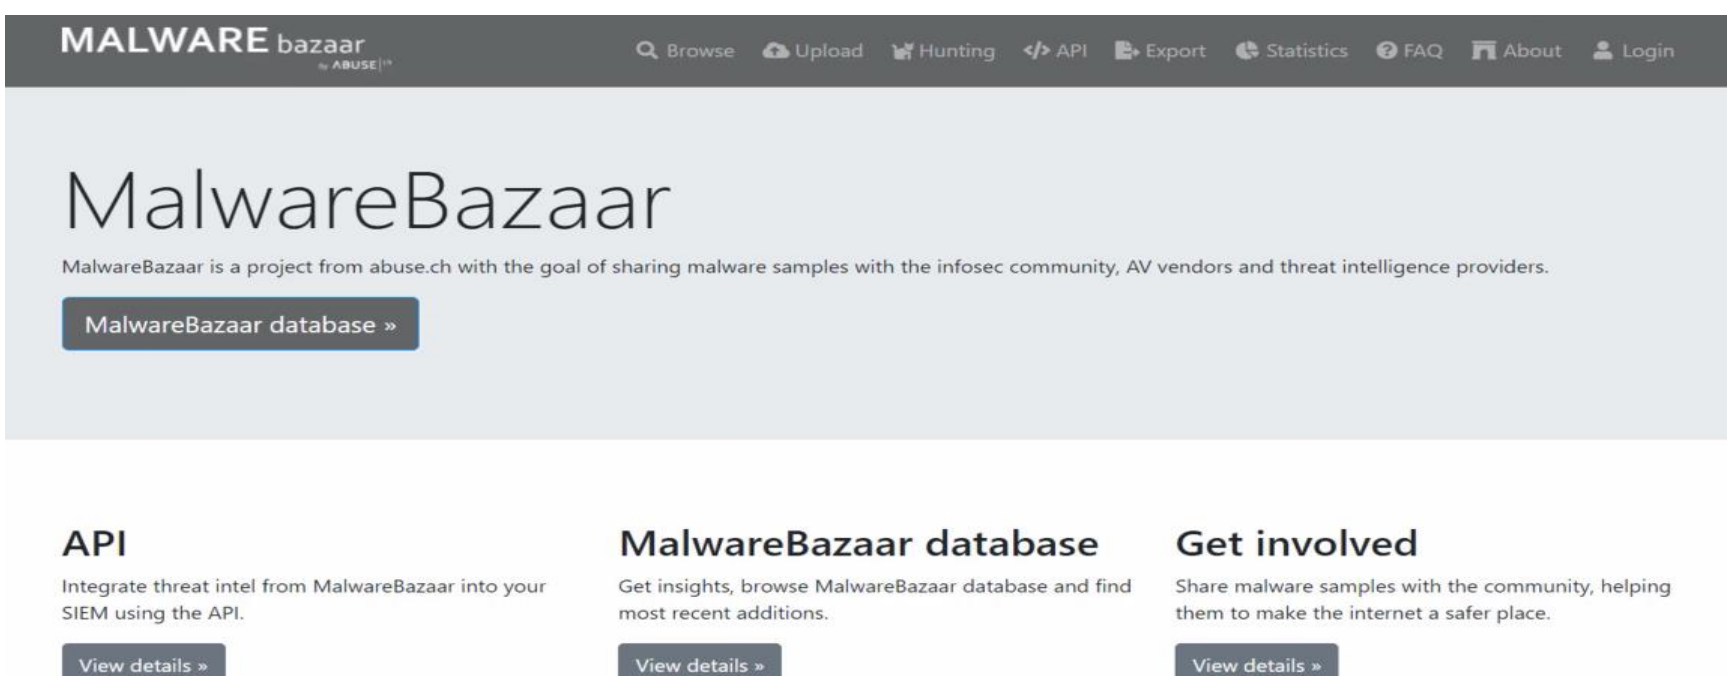 MALWARE bazaar
by ABUSE|ch
Browse Upload Hunting </> API Export Statistics FAQ About Login
MalwareBazaar
MalwareBazaar is a project from abuse.ch with the goal of sharing malware samples with the infosec community, AV vendors and threat intelligence providers.
MalwareBazaar database »
API
Integrate threat intel from MalwareBazaar into your
SIEM using the API.
View details »
MalwareBazaar database
Get insights, browse MalwareBazaar database and find
most recent additions.
View details »
Get involved
Share malware samples with the community, helping
them to make the internet a safer place.
View details »